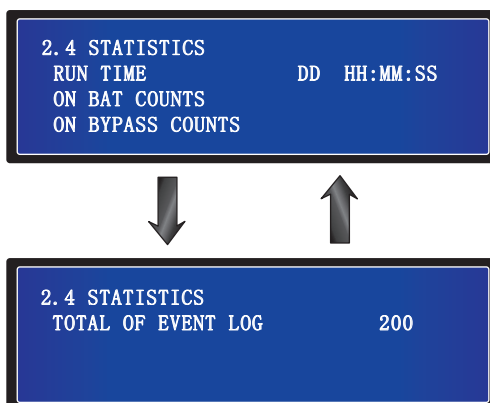 2.4 STATISTICS
RUN TIME DD HH:MM:SS
ON BAT COUNTS
ON BYPASS COUNTS
2.4 STATISTICS
TOTAL OF EVENT LOG 200